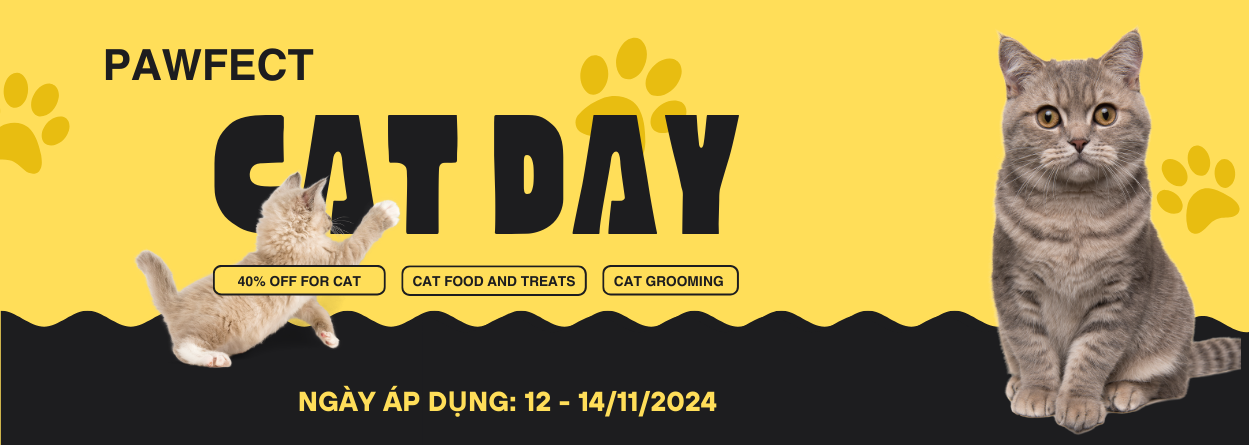 PAWFECT
CAT DAY
40% OFF FOR CAT
CAT FOOD AND TREATS
CAT GROOMING
NGÀY ÁP DỤNG: 12 - 14/11/2024